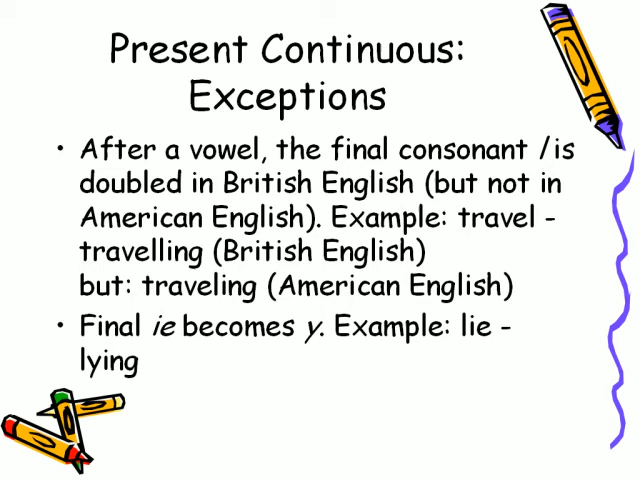 Present Continuous:
Exceptions
• After a vowel, the final consonant l is
doubled in British English (but not in
American English). Example: travel -
travelling (British English)
but: traveling (American English)
• Final ie becomes y. Example: lie -
lying